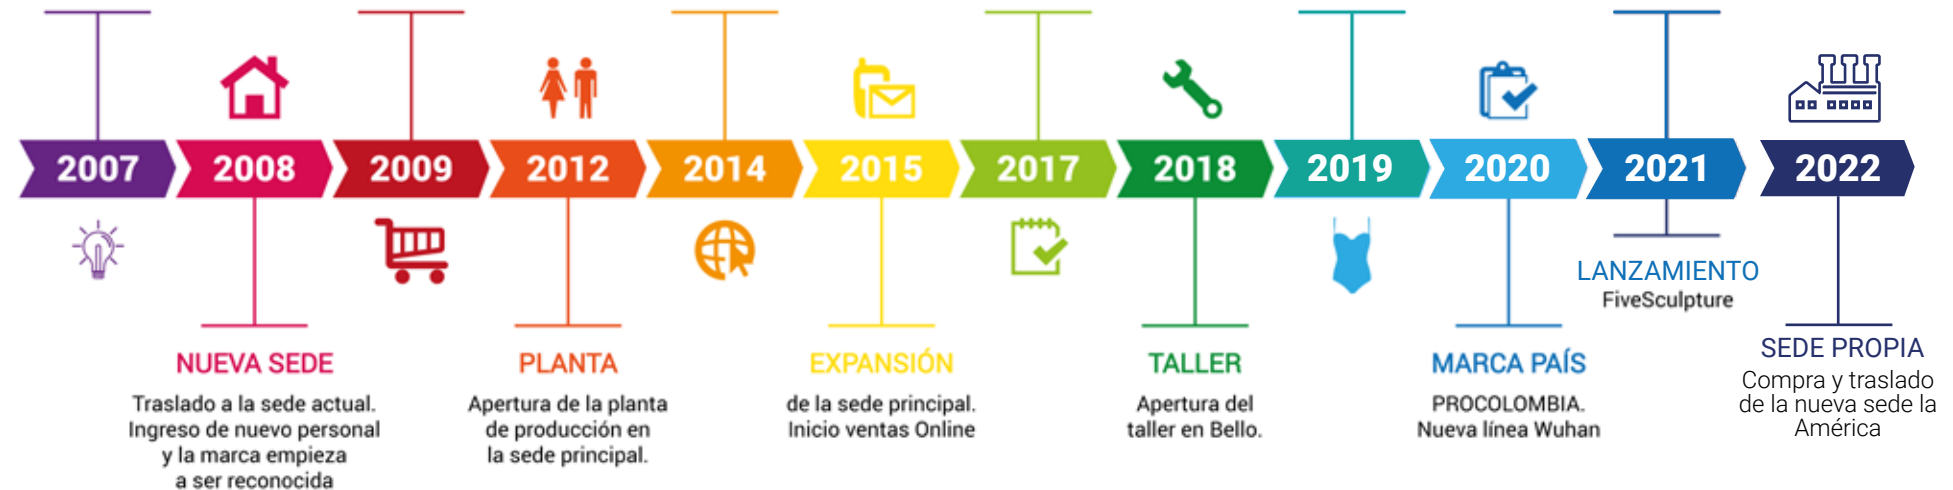 2007
2008
2009
2012
2014
2015
2017
2018
2019
2020
2021
2022
NUEVA SEDE
Traslado a la sede actual.
Ingreso de nuevo personal
y la marca empieza
a ser reconocida
PLANTA
Apertura de la planta
de producción en
la sede principal.
EXPANSIÓN
de la sede principal.
Inicio ventas Online
TALLER
Apertura del
taller en Bello.
MARCA PAÍS
PROCOLOMBIA.
Nueva línea Wuhan
LANZAMIENTO
FiveSculpture
SEDE PROPIA
Compra y traslado
de la nueva sede la
América